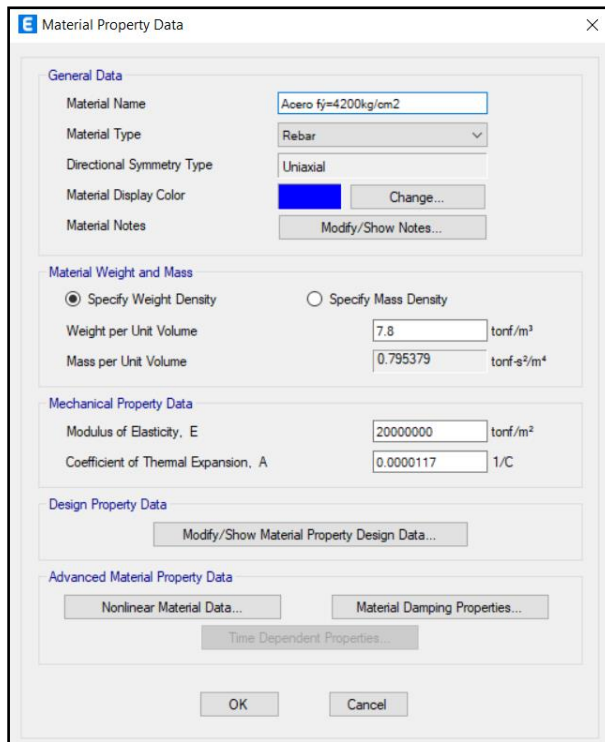 E Material Property Data
General Data
Material Name Acero fý=4200kg/cm2
Material Type Rebar
Directional Symmetry Type Uniaxial
Material Display Color Change...
Material Notes Modify/Show Notes...
Material Weight and Mass
Specify Weight Density Specify Mass Density
Weight per Unit Volume 7.8 tonf/m³
Mass per Unit Volume 0.795379 tonf-s²/m⁴
Mechanical Property Data
Modulus of Elasticity, E 20000000 tonf/m²
Coefficient of Thermal Expansion, A 0.0000117 1/C
Design Property Data
Modify/Show Material Property Design Data...
Advanced Material Property Data
Nonlinear Material Data... Material Damping Properties...
Time Dependent Properties...
OK Cancel